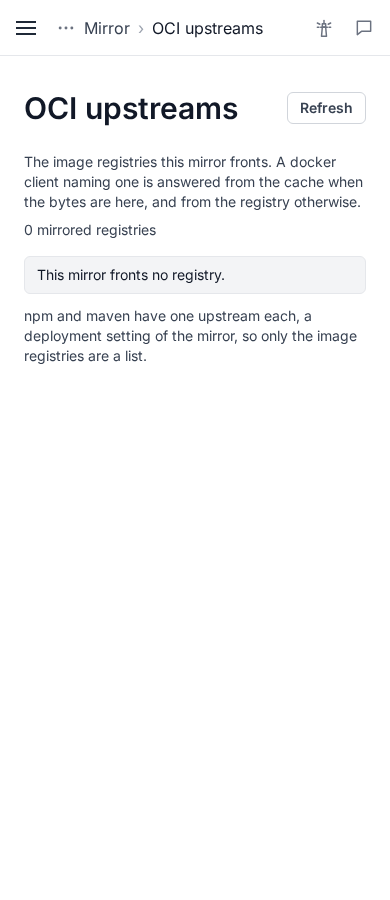 Mirror › OCI upstreams
OCI upstreams
Refresh
The image registries this mirror fronts. A docker
client naming one is answered from the cache when
the bytes are here, and from the registry otherwise.
0 mirrored registries
This mirror fronts no registry.
npm and maven have one upstream each, a
deployment setting of the mirror, so only the image
registries are a list.